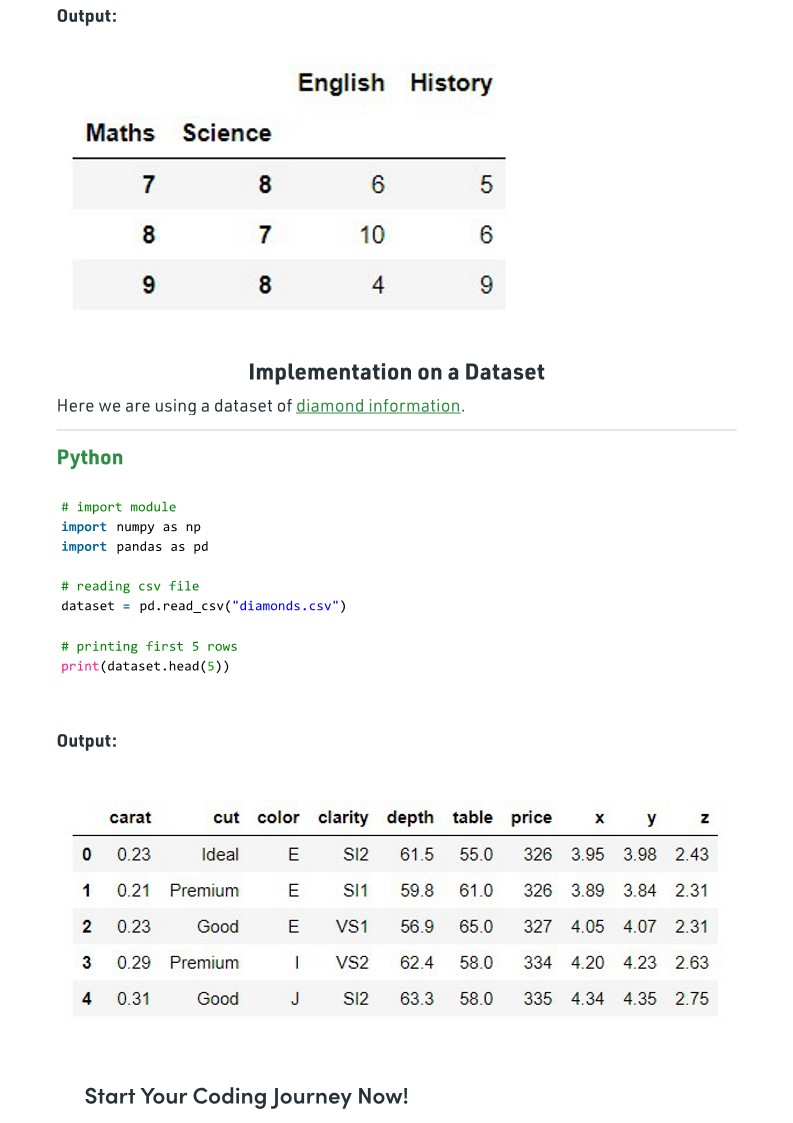 Output:
English History
Maths Science
7 8 6 5
8 7 10 6
9 8 4 9
Implementation on a Dataset
Here we are using a dataset of diamond information.
Python
# import module
import numpy as np
import pandas as pd
# reading csv file
dataset = pd.read_csv("diamonds.csv")
# printing first 5 rows
print(dataset.head(5))
Output:
carat cut color clarity depth table price x y z
0 0.23 Ideal E SI2 61.5 55.0 326 3.95 3.98 2.43
1 0.21 Premium E SI1 59.8 61.0 326 3.89 3.84 2.31
2 0.23 Good E VS1 56.9 65.0 327 4.05 4.07 2.31
3 0.29 Premium I VS2 62.4 58.0 334 4.20 4.23 2.63
4 0.31 Good J SI2 63.3 58.0 335 4.34 4.35 2.75
Start Your Coding Journey Now!